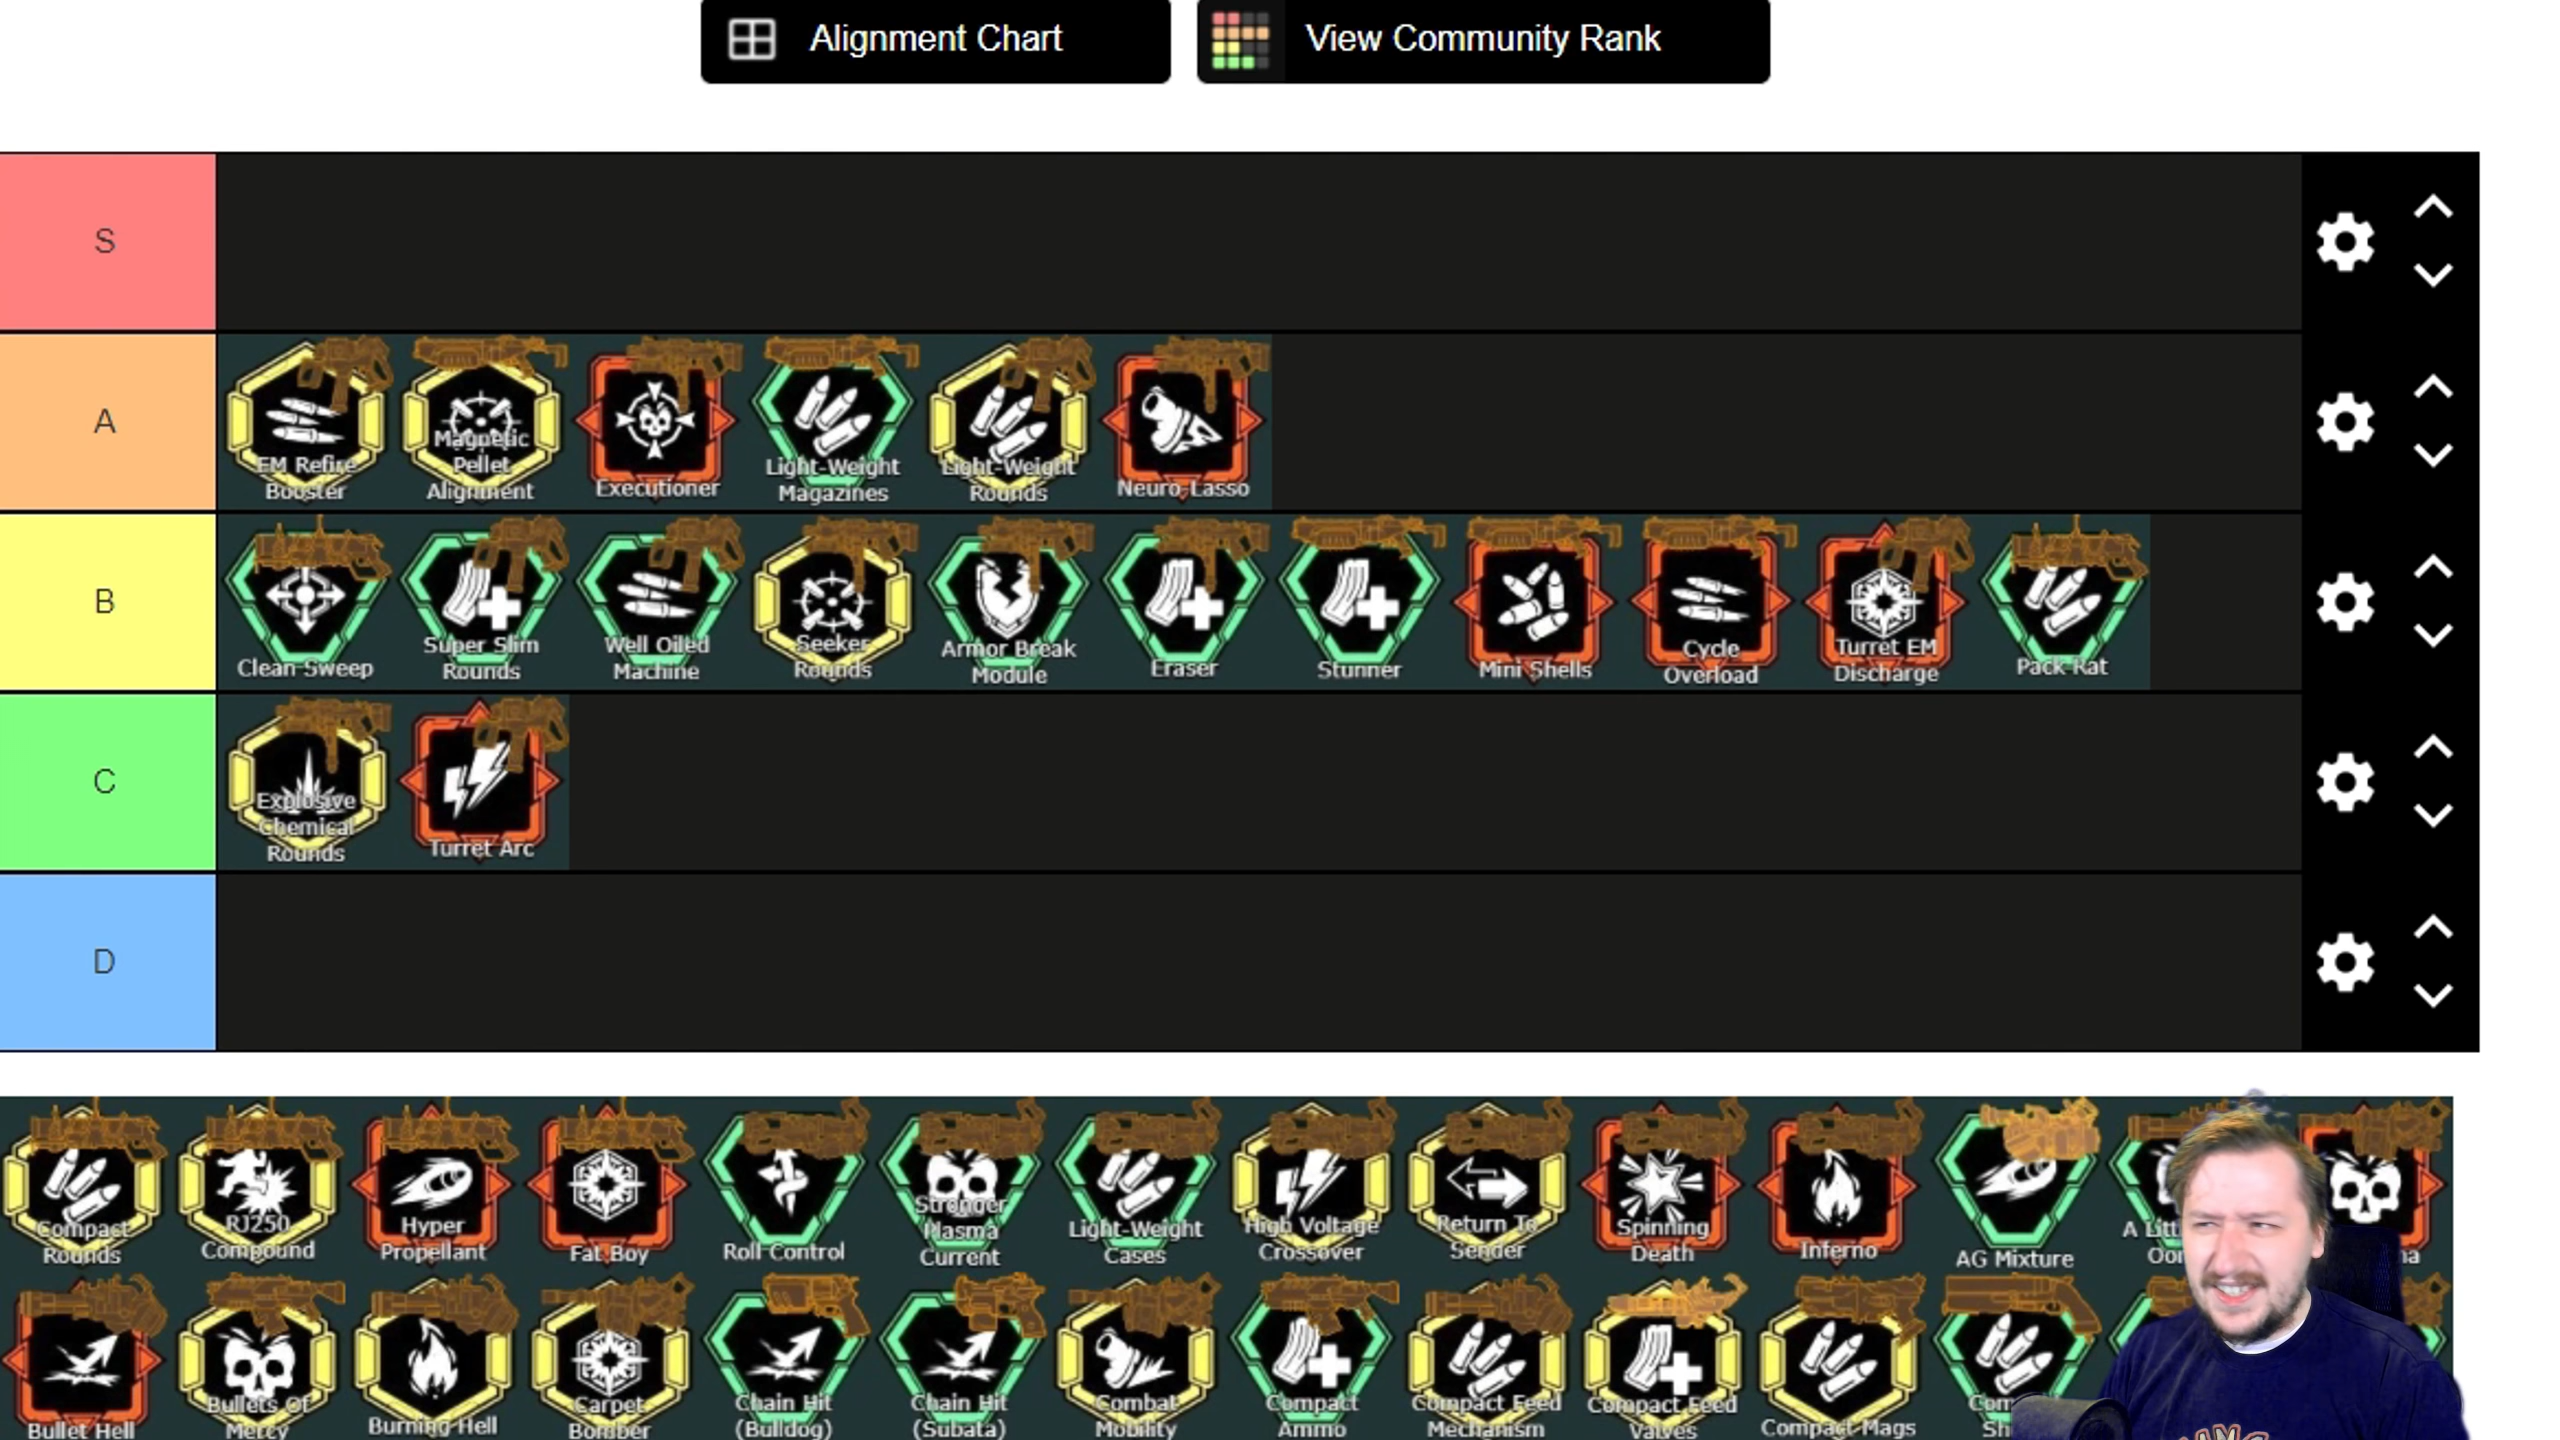 Alignment Chart
View Community Rank
S
A
EM Refire
Booster
Magnetic
Pellet
Alignment
Executioner
Light-Weight
Magazines
Light-Weight
Rounds
Neuro-Lasso
B
Clean Sweep
Super Slim
Rounds
Well Oiled
Machine
Seeker
Rounds
Armor Break
Module
Eraser
Stunner
Mini Shells
Cycle
Overload
Turret EM
Discharge
Pack Rat
C
Explosive
Chemical
Rounds
Turret Arc
D
Compact
Rounds
RJ250
Compound
Hyper
Propellant
Fat Boy
Roll Control
Stronger
Plasma
Current
Light-Weight
Cases
High Voltage
Crossover
Return To
Sender
Spinning
Death
Inferno
AG Mixture
A
Bullet Hell
Bullets Of
Mercy
Burning Hell
Carpet
Bomber
Chain Hit
(Bulldog)
Chain Hit
(Subata)
Combat
Mobility
Compact
Ammo
Compact Feed
Mechanism
Compact Feed
Valves
Compact Mags